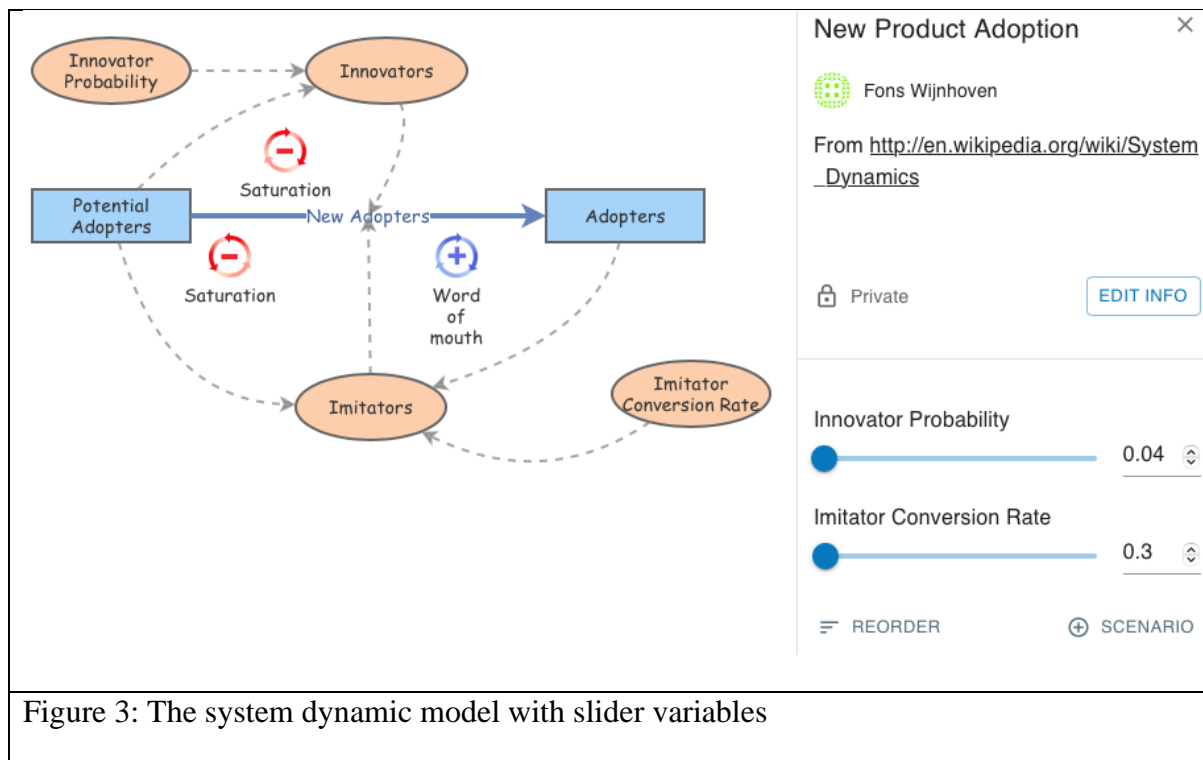 Innovator
Probability
Innovators
Saturation
Potential
Adopters
New Adopters
Adopters
Saturation
Word
of
mouth
Imitators
Imitator
Conversion Rate
New Product Adoption
Fons Wijnhoven
From http://en.wikipedia.org/wiki/System
_Dynamics
Private
EDIT INFO
Innovator Probability
0.04
Imitator Conversion Rate
0.3
REORDER
SCENARIO
Figure 3: The system dynamic model with slider variables